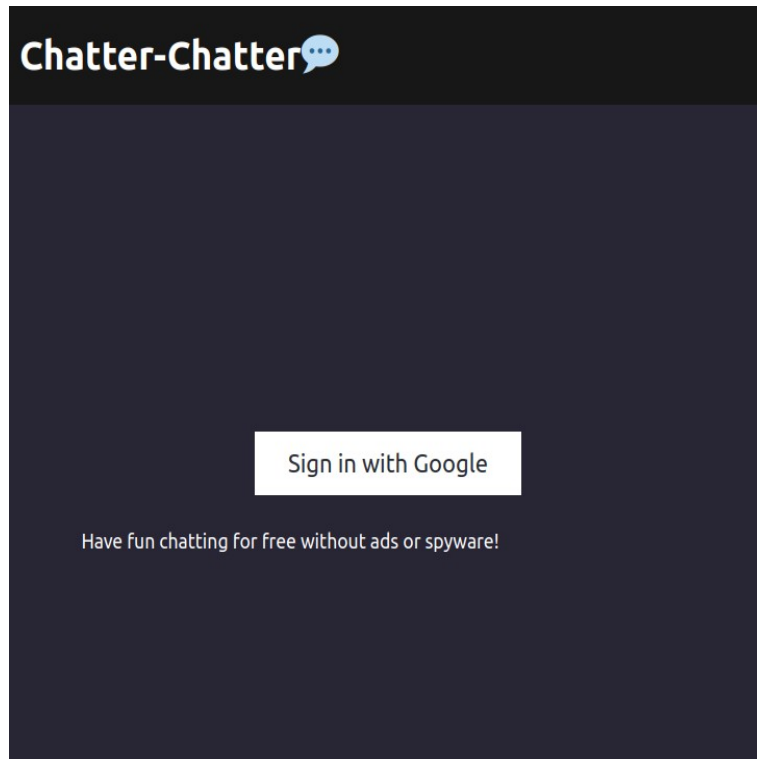 Chatter-Chatter💬
Sign in with Google
Have fun chatting for free without ads or spyware!